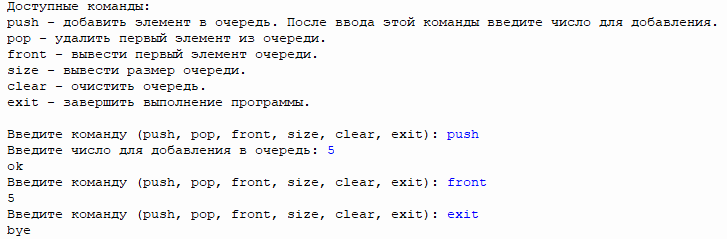 Доступные команды:
push – добавить элемент в очередь. После ввода этой команды введите число для добавления.
pop – удалить первый элемент из очереди.
front – вывести первый элемент очереди.
size – вывести размер очереди.
clear – очистить очередь.
exit – завершить выполнение программы.
Введите команду (push, pop, front, size, clear, exit): push
Введите число для добавления в очередь: 5
ok
Введите команду (push, pop, front, size, clear, exit): front
5
Введите команду (push, pop, front, size, clear, exit): exit
bye